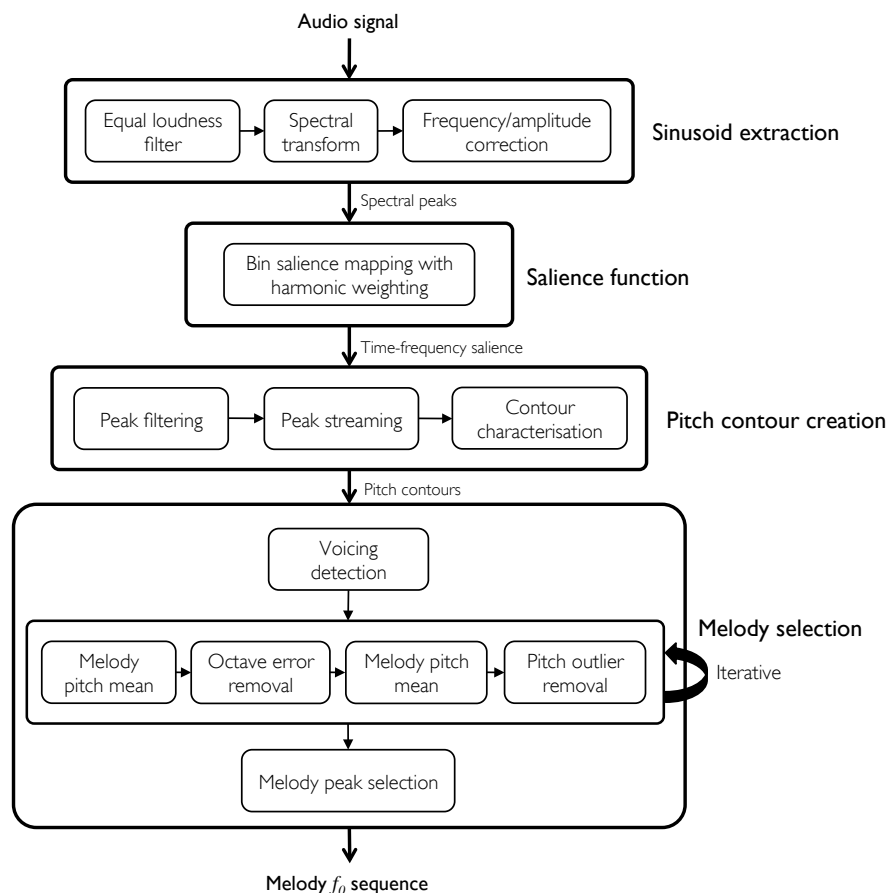 Audio signal
Equal loudness
filter
Spectral
transform
Frequency/amplitude
correction
Sinusoid extraction
Spectral peaks
Bin salience mapping with
harmonic weighting
Salience function
Time-frequency salience
Peak filtering
Peak streaming
Contour
characterisation
Pitch contour creation
Pitch contours
Voicing
detection
Melody selection
Melody
pitch mean
Octave error
removal
Melody pitch
mean
Pitch outlier
removal
Iterative
Melody peak selection
Melody f₀ sequence